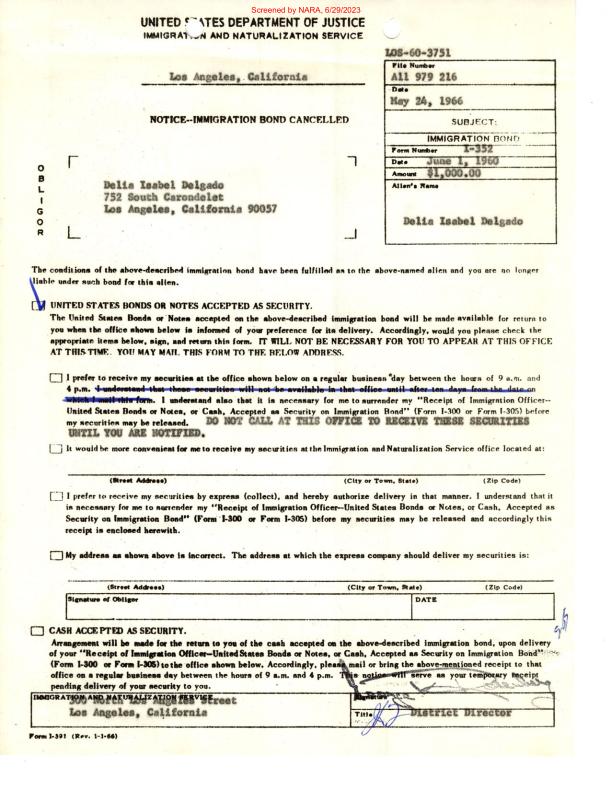 Screened by NARA, 6/29/2023
UNITED STATES DEPARTMENT OF JUSTICE
IMMIGRATION AND NATURALIZATION SERVICE
LOS-60-3751
File Number
A11 979 216
Date
May 24, 1966
Los Angeles, California
NOTICE--IMMIGRATION BOND CANCELLED
SUBJECT:
IMMIGRATION BOND
Form Number I-352
Date June 1, 1960
Amount $1,000.00
Alien's Name
Delia Isabel Delgado
OBLIGOR
Delia Isabel Delgado
752 South Carondelet
Los Angeles, California 90057
The conditions of the above-described immigration bond have been fulfilled as to the above-named alien and you are no longer
liable under such bond for this alien.
UNITED STATES BONDS OR NOTES ACCEPTED AS SECURITY.
The United States Bonds or Notes accepted on the above-described immigration bond will be made available for return to
you when the office shown below is informed of your preference for its delivery. Accordingly, would you please check the
appropriate items below, sign, and return this form. IT WILL NOT BE NECESSARY FOR YOU TO APPEAR AT THIS OFFICE
AT THIS TIME. YOU MAY MAIL THIS FORM TO THE BELOW ADDRESS.
I prefer to receive my securities at the office shown below on a regular business day between the hours of 9 a.m. and
4 p.m. I understand that these securities will not be available in that office until after ten days from the date on
which I mail this form. I understand also that it is necessary for me to surrender my "Receipt of Immigration Officer--
United States Bonds or Notes, or Cash, Accepted as Security on Immigration Bond" (Form I-300 or Form I-305) before
my securities may be released. DO NOT CALL AT THIS OFFICE TO RECEIVE THESE SECURITIES
UNTIL YOU ARE NOTIFIED.
It would be more convenient for me to receive my securities at the Immigration and Naturalization Service office located at:
(Street Address) (City or Town, State) (Zip Code)
I prefer to receive my securities by express (collect), and hereby authorize delivery in that manner. I understand that it
is necessary for me to surrender my "Receipt of Immigration Officer--United States Bonds or Notes, or Cash, Accepted as
Security on Immigration Bond" (Form I-300 or Form I-305) before my securities may be released and accordingly this
receipt is enclosed herewith.
My address as shown above is incorrect. The address at which the express company should deliver my securities is:
(Street Address) (City or Town, State) (Zip Code)
Signature of Obligor DATE
CASH ACCEPTED AS SECURITY.
Arrangement will be made for the return to you of the cash accepted on the above-described immigration bond, upon delivery
of your "Receipt of Immigration Officer--United States Bonds or Notes, or Cash, Accepted as Security on Immigration Bond"
(Form I-300 or Form I-305) to the office shown below. Accordingly, please mail or bring the above-mentioned receipt to that
office on a regular business day between the hours of 9 a.m. and 4 p.m. This notice will serve as your temporary receipt
pending delivery of your security to you.
IMMIGRATION AND NATURALIZATION SERVICE
300 North Los Angeles Street
Los Angeles, California
Signature
Title District Director
Form I-391 (Rev. 1-1-66)